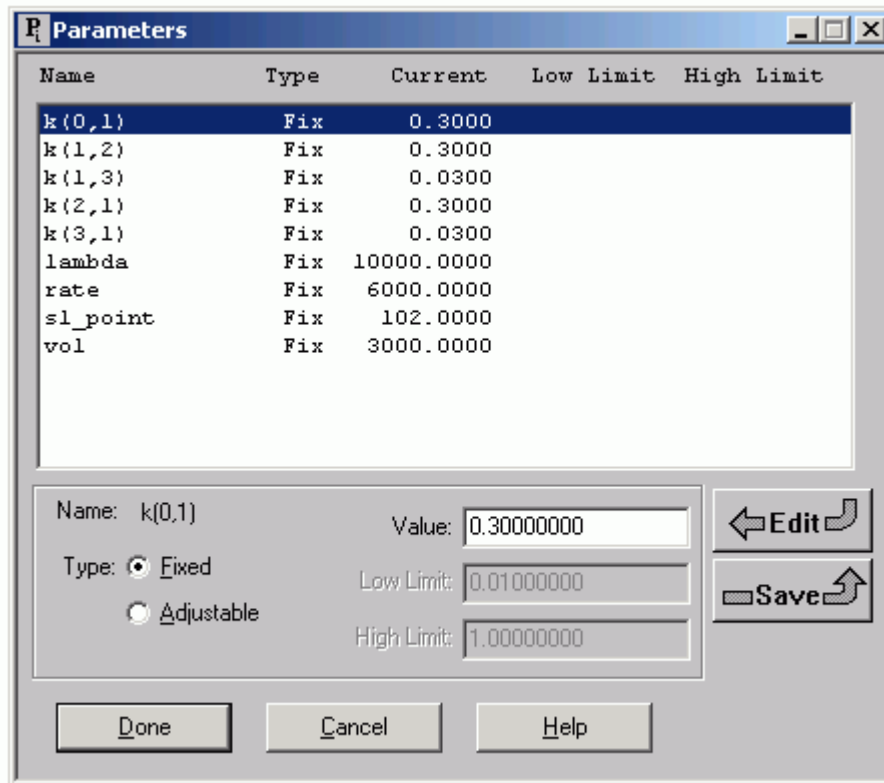 Parameters
Name Type Current Low Limit High Limit
k(0,1) Fix 0.3000
k(1,2) Fix 0.3000
k(1,3) Fix 0.0300
k(2,1) Fix 0.3000
k(3,1) Fix 0.0300
lambda Fix 10000.0000
rate Fix 6000.0000
sl_point Fix 102.0000
vol Fix 3000.0000
Name: k(0,1) Value: 0.30000000
Edit
Type: Fixed Low Limit: 0.01000000
Save
Adjustable High Limit: 1.00000000
Done Cancel Help